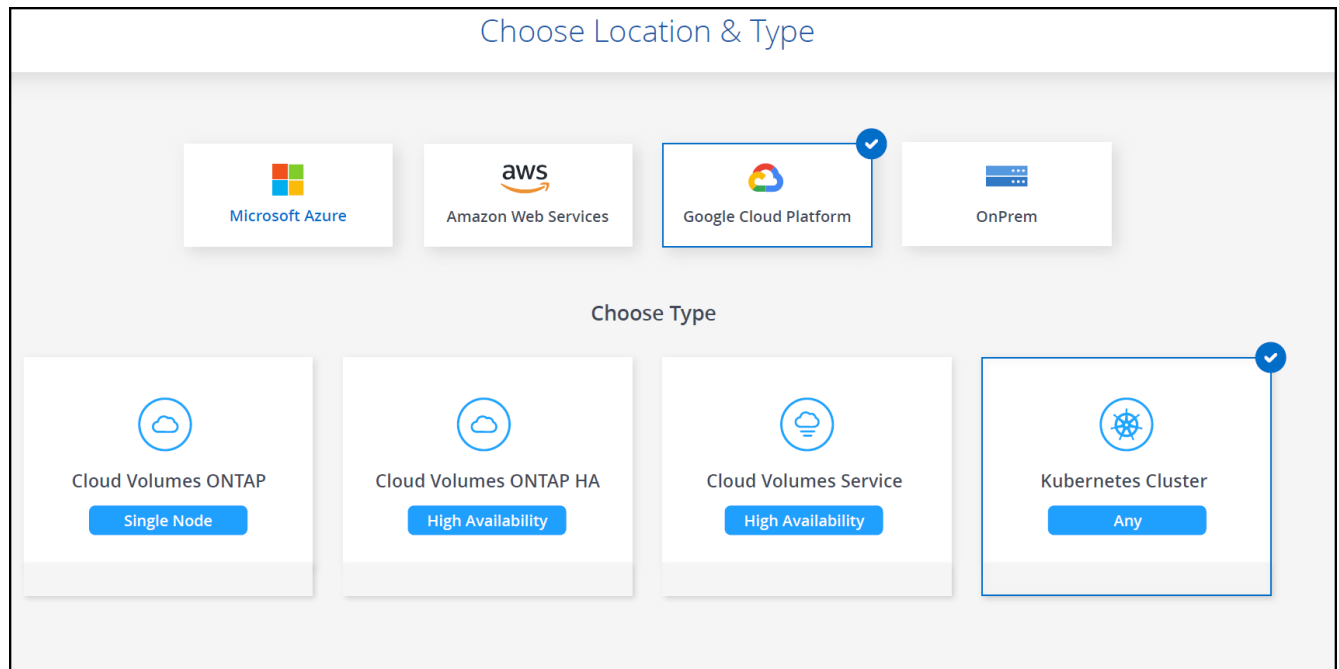 Choose Location & Type
aws
Microsoft Azure
Amazon Web Services
Google Cloud Platform
OnPrem
Choose Type
Cloud Volumes ONTAP
Single Node
Cloud Volumes ONTAP HA
High Availability
Cloud Volumes Service
High Availability
Kubernetes Cluster
Any